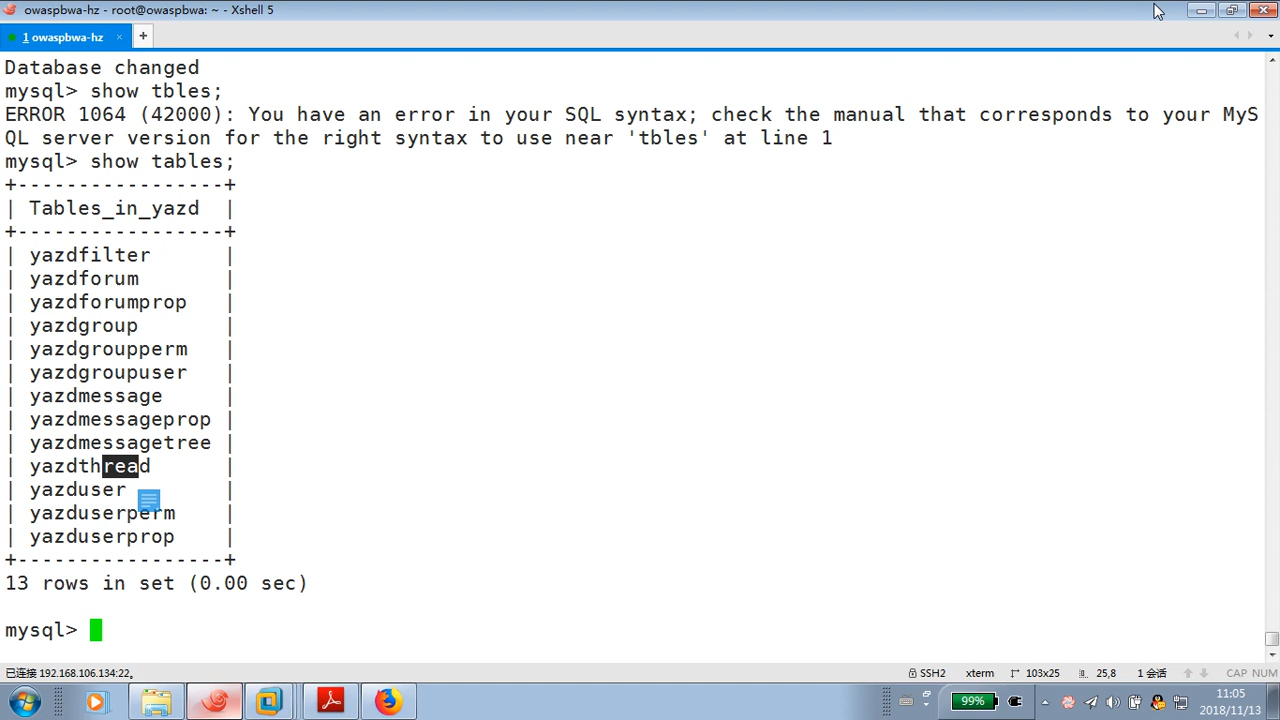 owaspbwa-hz - root@owaspbwa: ~ - Xshell 5
1 owaspbwa-hz × +
Database changed
mysql> show tbles;
ERROR 1064 (42000): You have an error in your SQL syntax; check the manual that corresponds to your MyS
QL server version for the right syntax to use near 'tbles' at line 1
mysql> show tables;
+----------------+
| Tables_in_yazd |
+----------------+
| yazdfilter |
| yazdforum |
| yazdforumprop |
| yazdgroup |
| yazdgroupperm |
| yazdgroupuser |
| yazdmessage |
| yazdmessageprop |
| yazdmessagetree |
| yazdthread |
| yazduser |
| yazduserperm |
| yazduserprop |
+----------------+
13 rows in set (0.00 sec)
mysql>
已连接 192.168.106.134:22。 SSH2 xterm 103x25 25,8 1 会话 CAP NUM
99% 11:05
2018/11/13